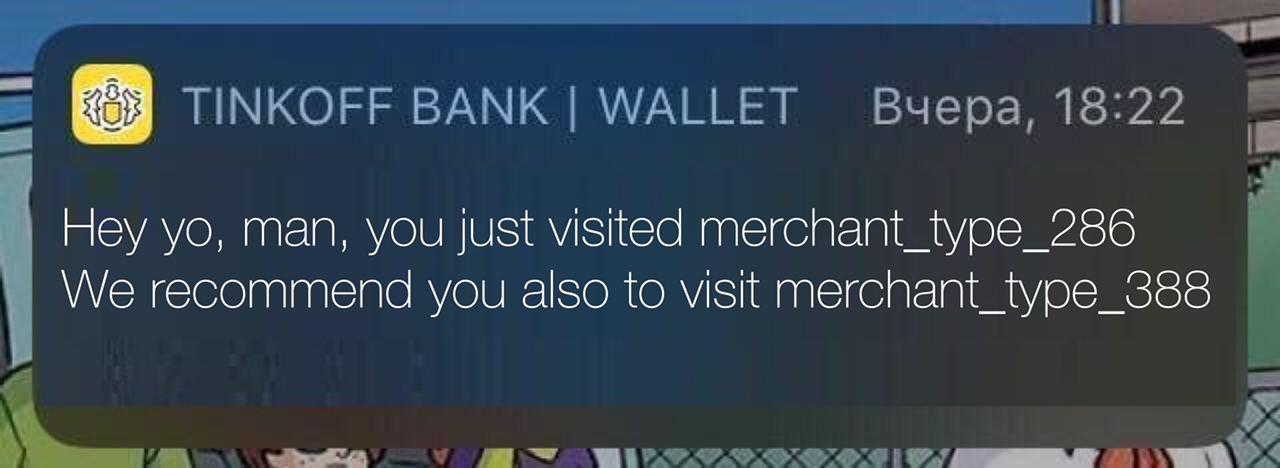 TINKOFF BANK | WALLET Вчера, 18:22
Hey yo, man, you just visited merchant_type_286
We recommend you also to visit merchant_type_388